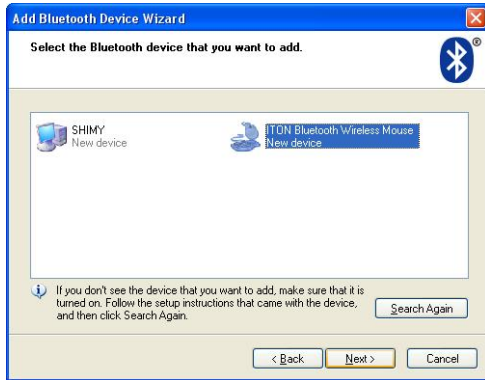 Add Bluetooth Device Wizard
Select the Bluetooth device that you want to add.
®
SHIMY
New device
ITON Bluetooth Wireless Mouse
New device
If you don't see the device that you want to add, make sure that it is
turned on. Follow the setup instructions that came with the device,
and then click Search Again.
Search Again
< Back
Next >
Cancel